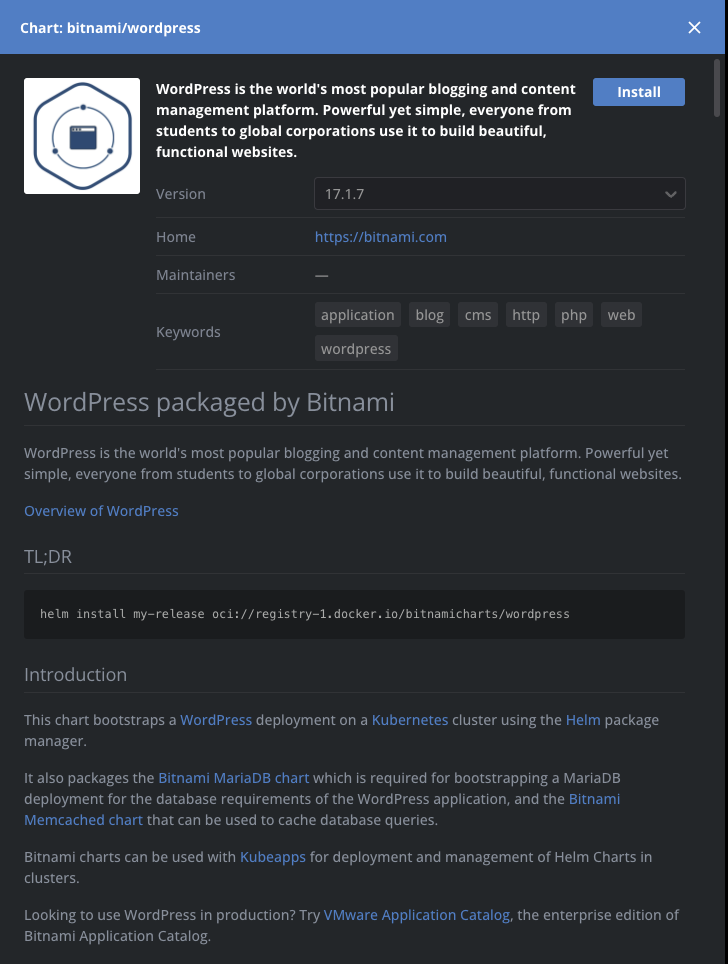 Chart: bitnami/wordpress
WordPress is the world's most popular blogging and content
management platform. Powerful yet simple, everyone from
students to global corporations use it to build beautiful,
functional websites.
Install
Version
17.1.7
Home
https://bitnami.com
Maintainers
—
Keywords
application blog cms http php web
wordpress
WordPress packaged by Bitnami
WordPress is the world's most popular blogging and content management platform. Powerful yet
simple, everyone from students to global corporations use it to build beautiful, functional websites.
Overview of WordPress
TL;DR
helm install my-release oci://registry-1.docker.io/bitnamicharts/wordpress
Introduction
This chart bootstraps a WordPress deployment on a Kubernetes cluster using the Helm package
manager.
It also packages the Bitnami MariaDB chart which is required for bootstrapping a MariaDB
deployment for the database requirements of the WordPress application, and the Bitnami
Memcached chart that can be used to cache database queries.
Bitnami charts can be used with Kubeapps for deployment and management of Helm Charts in
clusters.
Looking to use WordPress in production? Try VMware Application Catalog, the enterprise edition of
Bitnami Application Catalog.